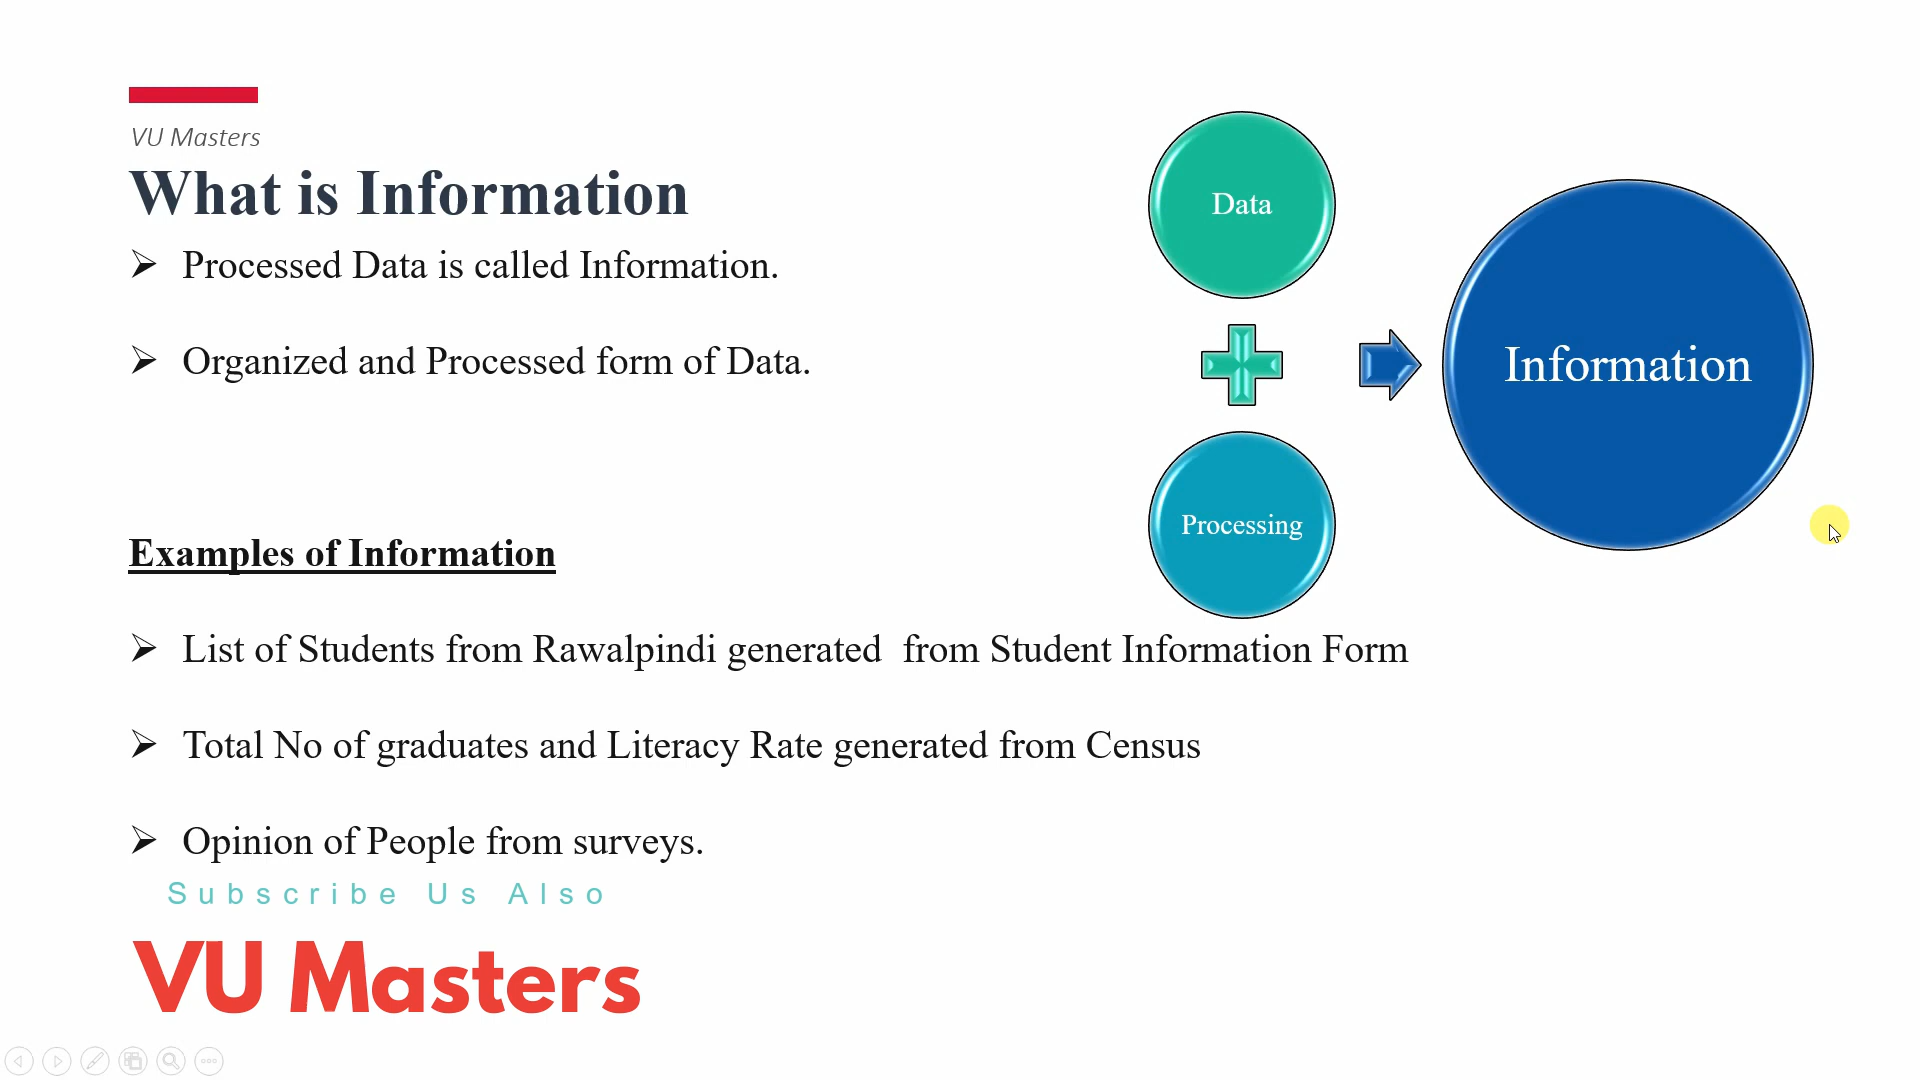 VU Masters
What is Information
Processed Data is called Information.
Organized and Processed form of Data.
Data
Processing
Information
Examples of Information
List of Students from Rawalpindi generated  from Student Information Form
Total No of graduates and Literacy Rate generated from Census
Opinion of People from surveys.
Subscribe Us Also
VU Masters